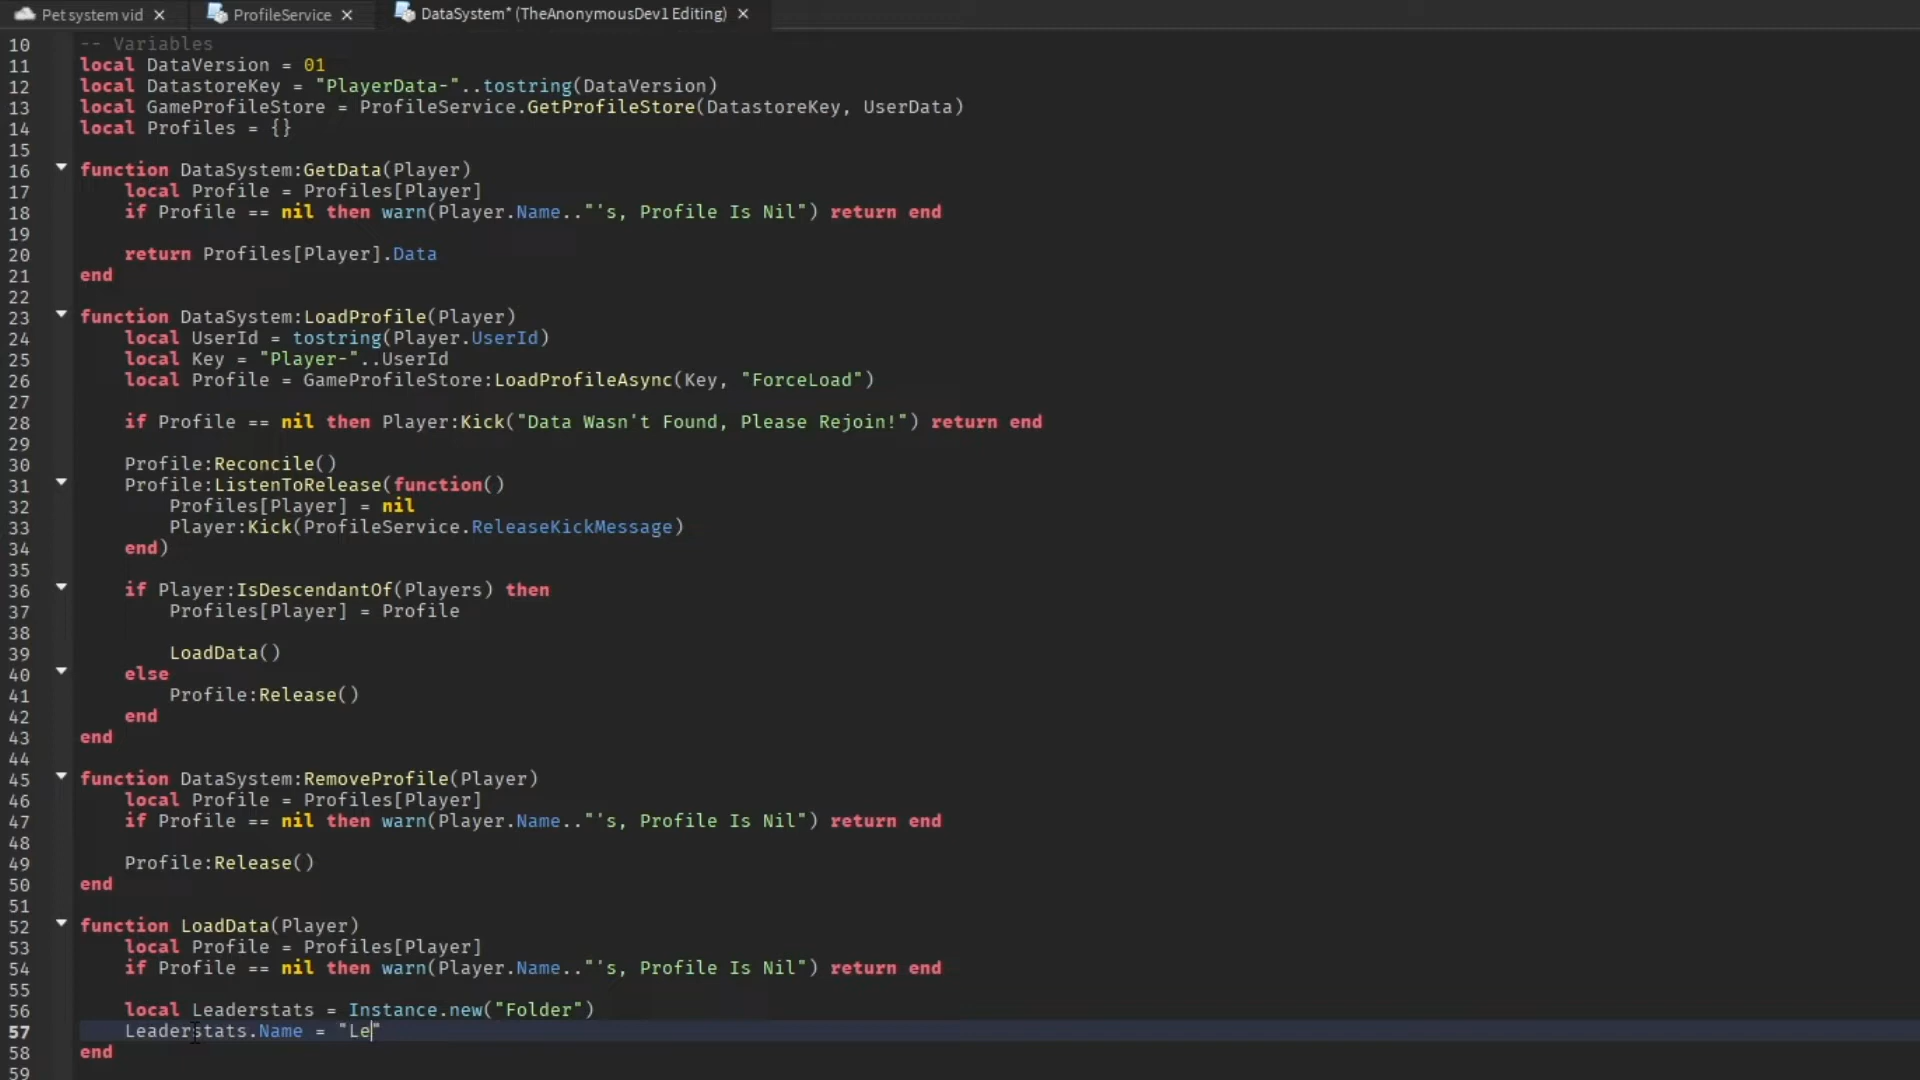 Pet system vid ProfileService DataSystem* (TheAnonymousDev1 Editing)
10 -- Variables
11 local DataVersion = 01
12 local DatastoreKey = "PlayerData-"..tostring(DataVersion)
13 local GameProfileStore = ProfileService.GetProfileStore(DatastoreKey, UserData)
14 local Profiles = {}
15
16 function DataSystem:GetData(Player)
17 local Profile = Profiles[Player]
18 if Profile == nil then warn(Player.Name.."'s, Profile Is Nil") return end
19
20 return Profiles[Player].Data
21 end
22
23 function DataSystem:LoadProfile(Player)
24 local UserId = tostring(Player.UserId)
25 local Key = "Player-"..UserId
26 local Profile = GameProfileStore:LoadProfileAsync(Key, "ForceLoad")
27
28 if Profile == nil then Player:Kick("Data Wasn't Found, Please Rejoin!") return end
29
30 Profile:Reconcile()
31 Profile:ListenToRelease(function()
32 Profiles[Player] = nil
33 Player:Kick(ProfileService.ReleaseKickMessage)
34 end)
35
36 if Player:IsDescendantOf(Players) then
37 Profiles[Player] = Profile
38
39 LoadData()
40 else
41 Profile:Release()
42 end
43 end
44
45 function DataSystem:RemoveProfile(Player)
46 local Profile = Profiles[Player]
47 if Profile == nil then warn(Player.Name.."'s, Profile Is Nil") return end
48
49 Profile:Release()
50 end
51
52 function LoadData(Player)
53 local Profile = Profiles[Player]
54 if Profile == nil then warn(Player.Name.."'s, Profile Is Nil") return end
55
56 local Leaderstats = Instance.new("Folder")
57 Leaderstats.Name = "Le"
58 end
59